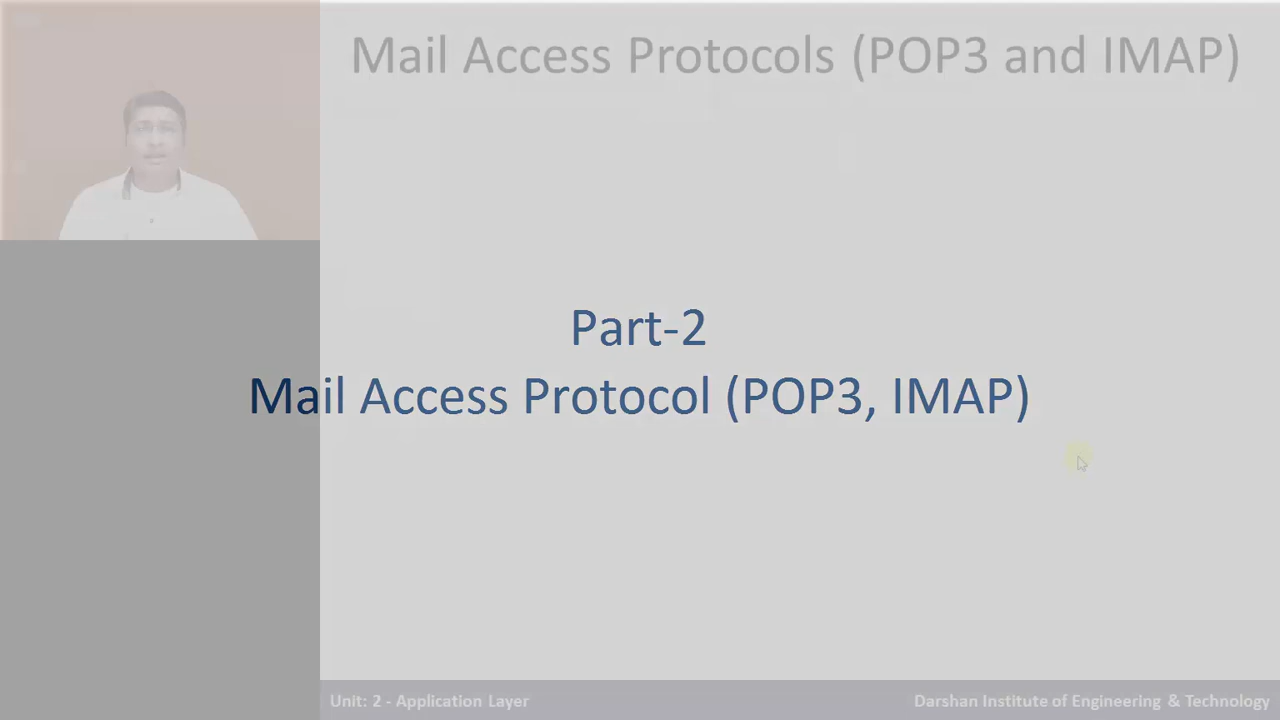 Mail Access Protocols (POP3 and IMAP)
Part-2
Mail Access Protocol (POP3, IMAP)
Unit: 2 - Application Layer
Darshan Institute of Engineering & Technology